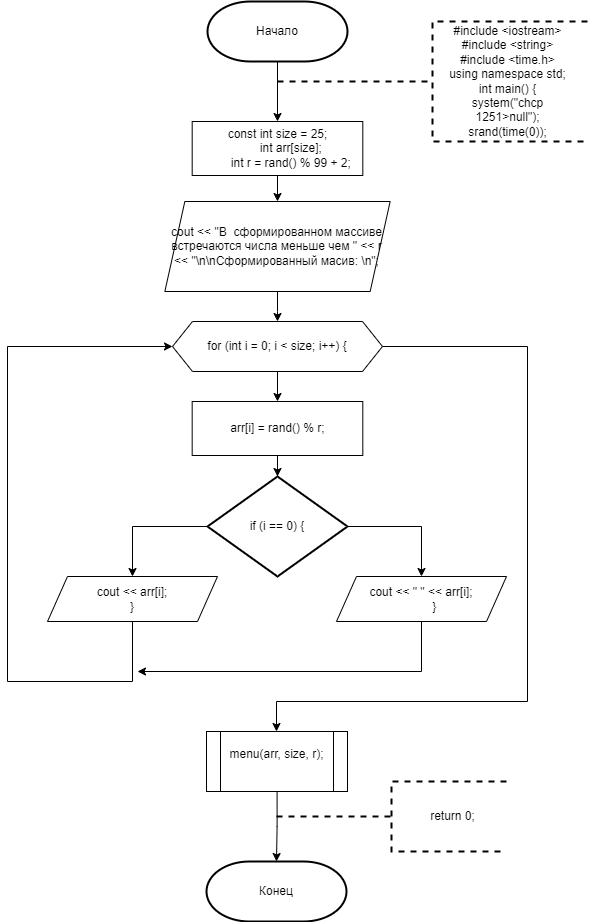 Начало
#include <iostream>
#include <string>
#include <time.h>
using namespace std;
int main() {
system("chcp
1251>null");
srand(time(0));
const int size = 25;
int arr[size];
int r = rand() % 99 + 2;
cout << "В  сформированном массиве
встречаются числа меньше чем " << r
<< "\n\nСформированный масив: \n";
for (int i = 0; i < size; i++) {
arr[i] = rand() % r;
if (i == 0) {
cout << arr[i];
}
cout << " " << arr[i];
}
menu(arr, size, r);
return 0;
Конец